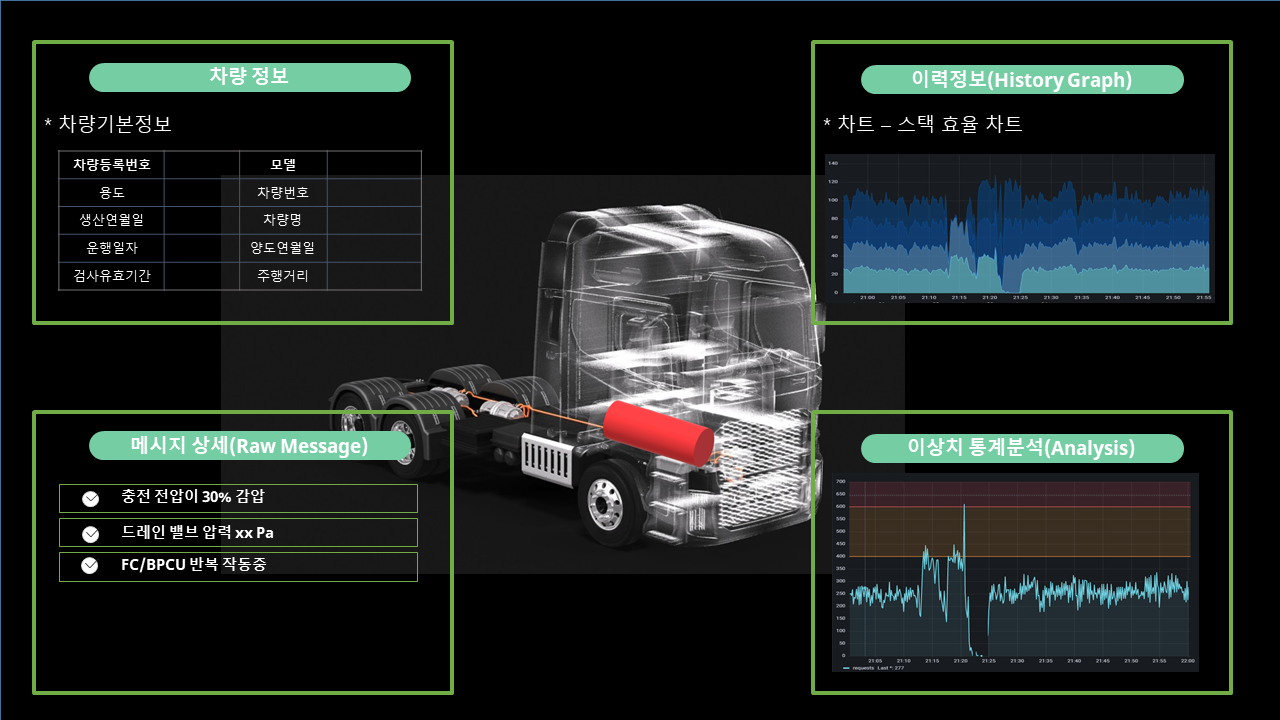 차량 정보
* 차량기본정보
차량등록번호 모델
용도 차량번호
생산연월일 차량명
운행일자 양도연월일
검사유효기간 주행거리
이력정보(History Graph)
* 차트 – 스택 효율 차트
140
120
100
80
60
40
20
0
21:00 21:05 21:10 21:15 21:20 21:25 21:30 21:35 21:40 21:45 21:50 21:55
메시지 상세(Raw Message)
충전 전압이 30% 감압
드레인 밸브 압력 xx Pa
FC/BPCU 반복 작동중
이상치 통계분석(Analysis)
700
650
600
550
500
450
400
350
300
250
200
150
100
50
0
21:05 21:10 21:15 21:20 21:25 21:30 21:35 21:40 21:45 21:50 21:55 22:00
requests Last *: 277